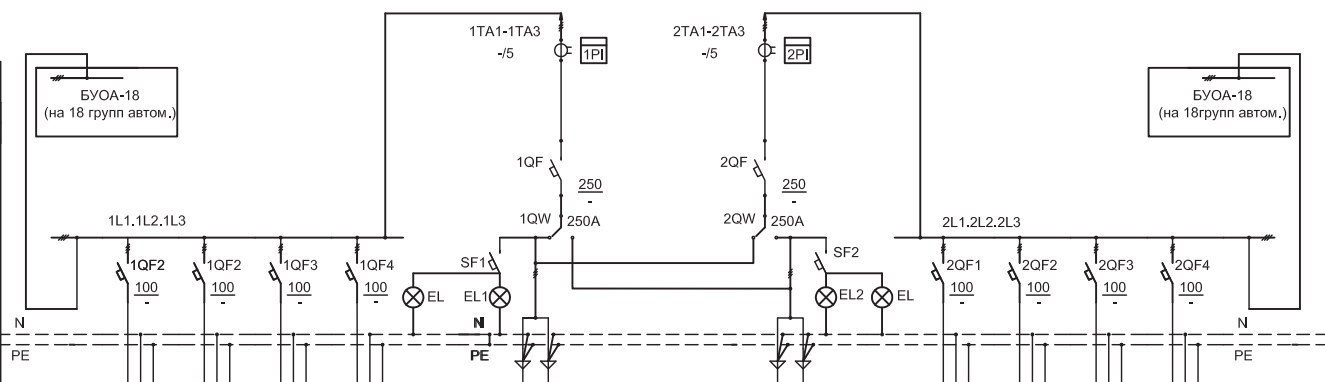 1TA1-1TA3
2TA1-2TA3
-/5
1PI
-/5
2PI
БУОА-18
(на 18 групп автом.)
БУОА-18
(на 18групп автом.)
1QF
2QF
250
-
250
-
1L1.1L2.1L3
1QW
250A
2QW
250A
2L1.2L2.2L3
SF1
SF2
1QF2
100
-
1QF2
100
-
1QF3
100
-
1QF4
100
-
2QF1
100
-
2QF2
100
-
2QF3
100
-
2QF4
100
-
EL
EL1
EL2
EL
N
N
N
PE
PE
PE